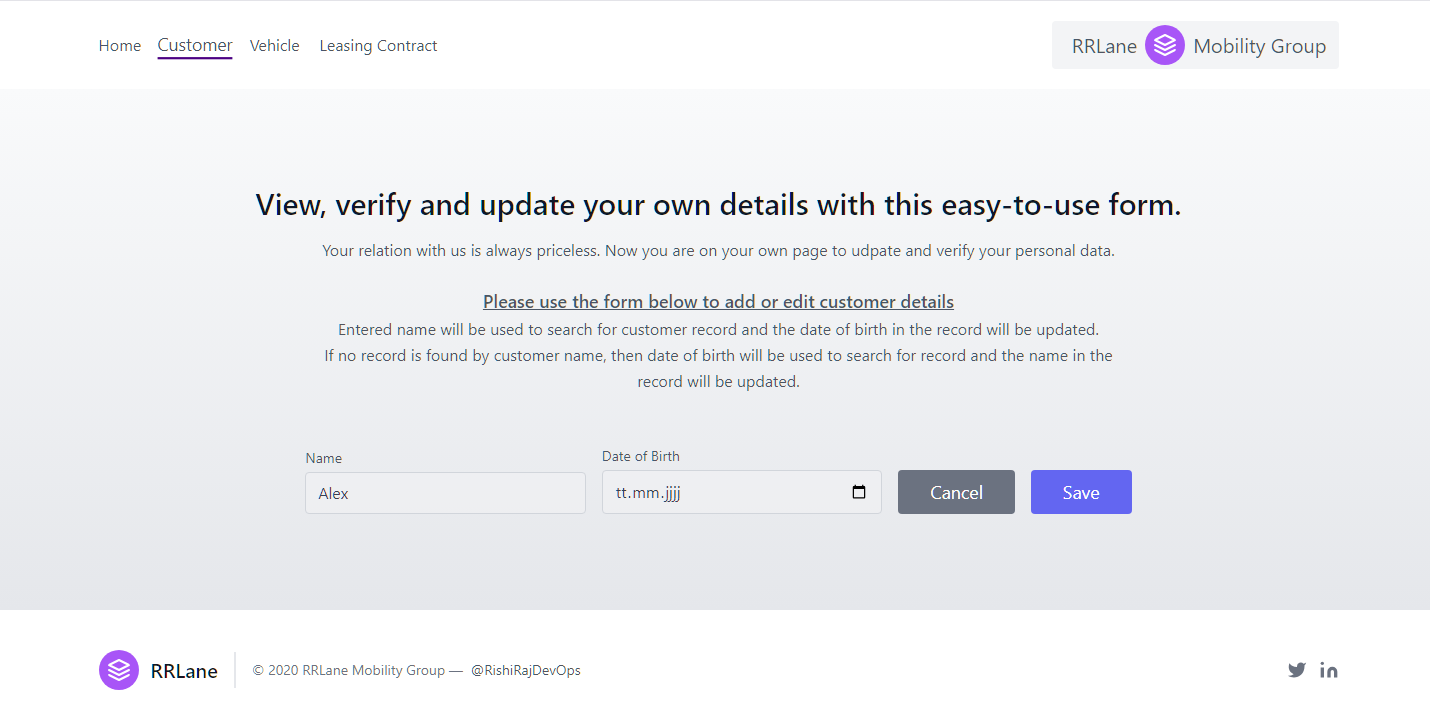 Home Customer Vehicle Leasing Contract RRLane Mobility Group
View, verify and update your own details with this easy-to-use form.
Your relation with us is always priceless. Now you are on your own page to udpate and verify your personal data.
Please use the form below to add or edit customer details
Entered name will be used to search for customer record and the date of birth in the record will be updated.
If no record is found by customer name, then date of birth will be used to search for record and the name in the
record will be updated.
Name Date of Birth
Alex tt.mm.jjjj Cancel Save
RRLane © 2020 RRLane Mobility Group — @RishiRajDevOps in